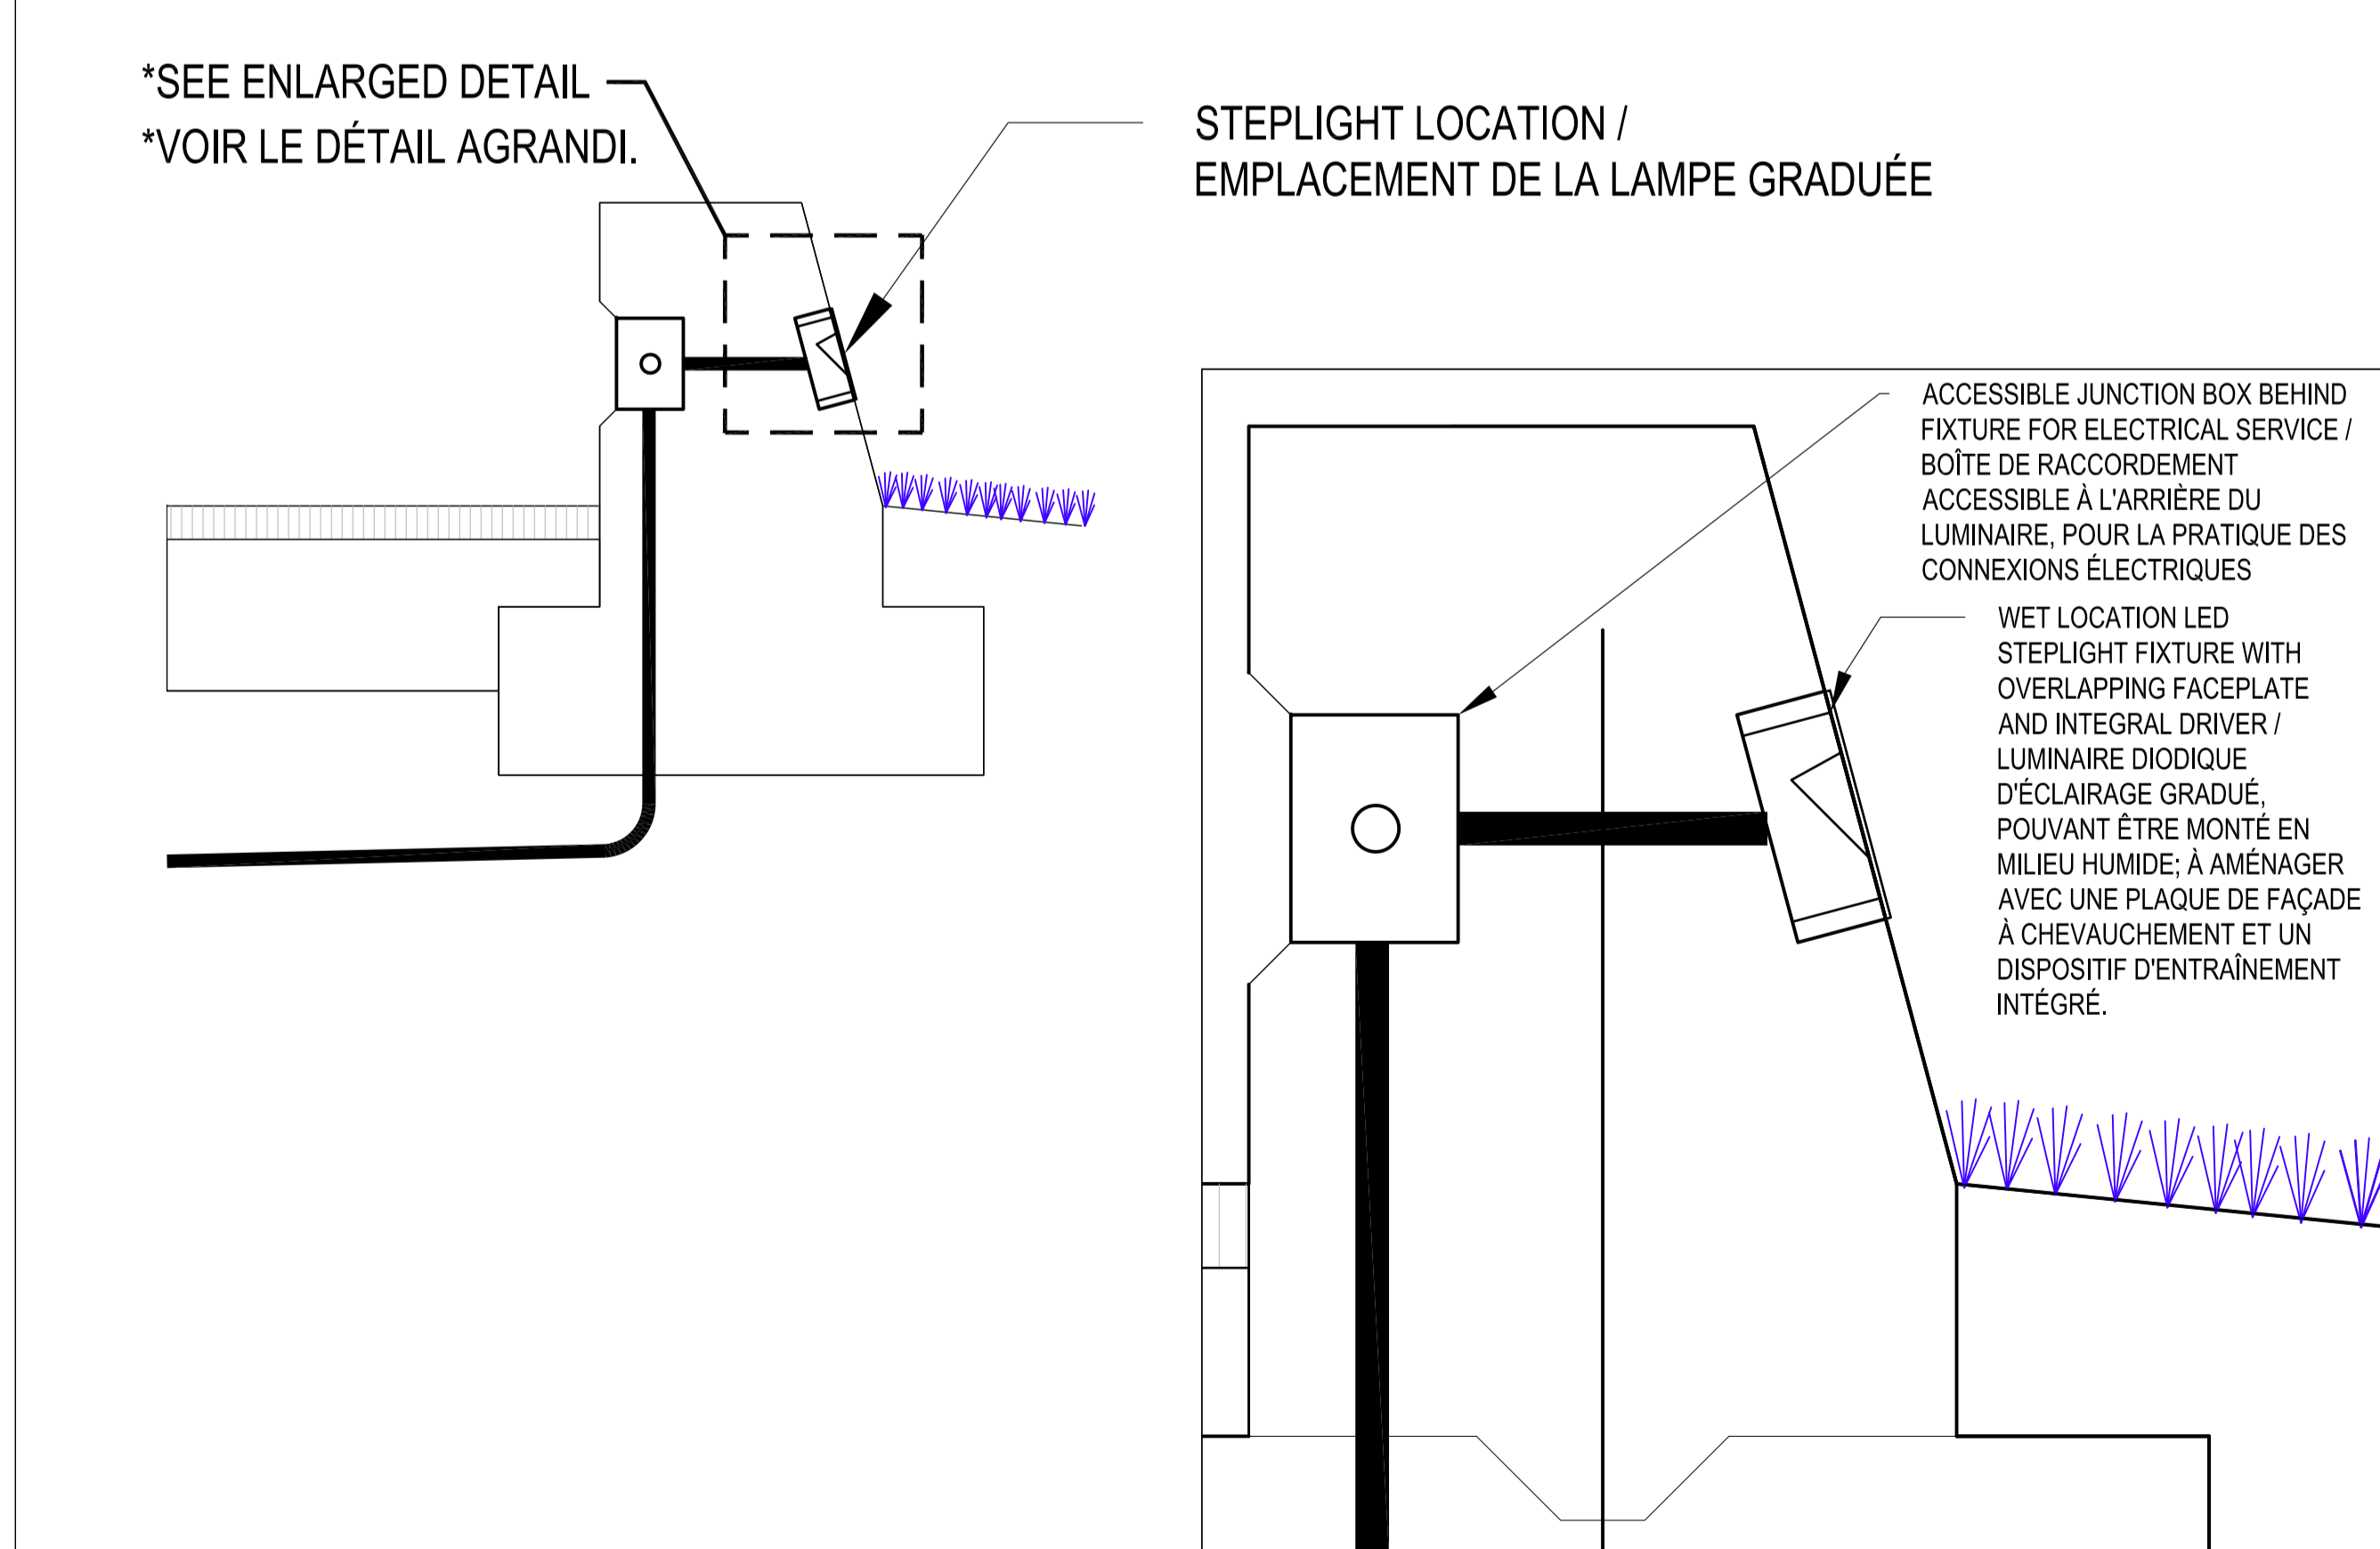 *SEE ENLARGED DETAIL
*VOIR LE DÉTAIL AGRANDI.
STEPLIGHT LOCATION /
EMPLACEMENT DE LA LAMPE GRADUÉE
ACCESSIBLE JUNCTION BOX BEHIND
FIXTURE FOR ELECTRICAL SERVICE /
BOÎTE DE RACCORDEMENT
ACCESSIBLE À L'ARRIÈRE DU
LUMINAIRE, POUR LA PRATIQUE DES
CONNEXIONS ÉLECTRIQUES
WET LOCATION LED
STEPLIGHT FIXTURE WITH
OVERLAPPING FACEPLATE
AND INTEGRAL DRIVER /
LUMINAIRE DIODIQUE
D'ÉCLAIRAGE GRADUÉ,
POUVANT ÊTRE MONTÉ EN
MILIEU HUMIDE; À AMÉNAGER
AVEC UNE PLAQUE DE FAÇADE
À CHEVAUCHEMENT ET UN
DISPOSITIF D'ENTRAÎNEMENT
INTÉGRÉ.